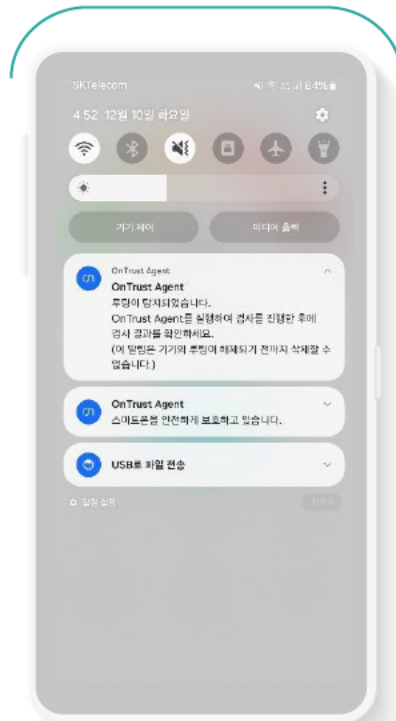 SKTelecom 84%
4:52 12월 10일 화요일
기기 제어 미디어 출력
OnTrust Agent
OnTrust Agent
루팅이 탐지되었습니다.
OnTrust Agent를 실행하여 검사를 진행한 후에
검사 결과를 확인하세요.
(이 알림은 기기의 루팅이 해제되기 전까지 삭제할 수
없습니다.)
OnTrust Agent
스마트폰을 안전하게 보호하고 있습니다.
USB로 파일 전송
알림 설정 지우기